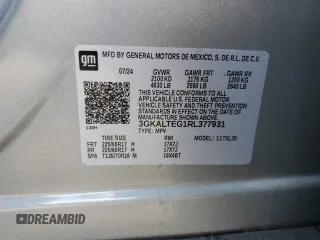 gm
MFD BY GENERAL MOTORS DE MEXICO, S. DE R.L. DE C.V.
07/24 GVWR GAWR FRT GAWR RR
2100 KG 1175 KG 1200 KG
4630 LB 2590 LB 2645 LB
THIS VEHICLE CONFORMS TO ALL APPLICABLE U.S. FEDERAL
MOTOR VEHICLE SAFETY, BUMPER, AND THEFT PREVENTION
STANDARDS IN EFFECT ON THE DATE OF MANUFACTURE
SHOWN ABOVE.
3GKALTEG1RL377931
TYPE: MPV
TIRE SIZE RIM MODEL: 11TXL26
FRT 225/65R17 H 17X7J
RR 225/65R17 H 17X7J
SPA T135/70R16 M 16X4BT
DREAMBID